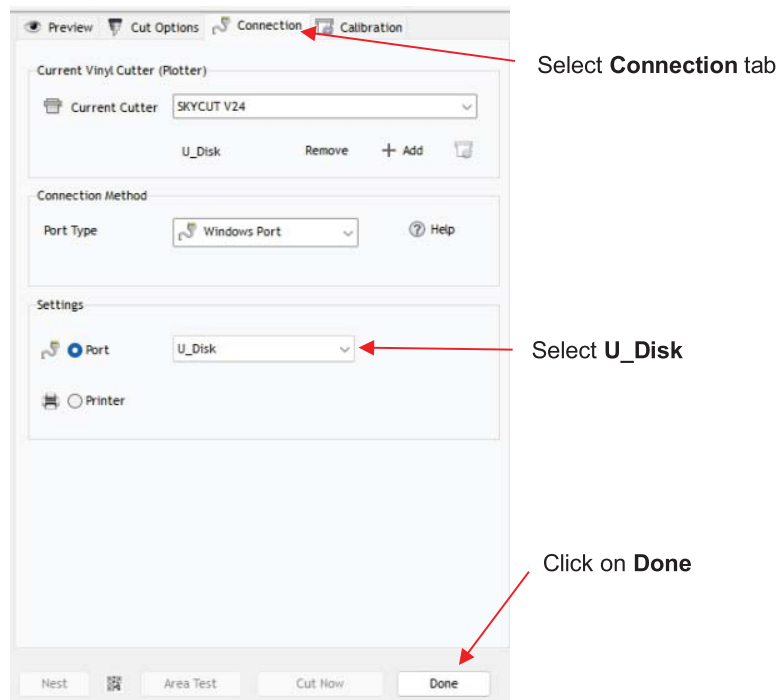 Preview Cut Options Connection Calibration
Select Connection tab
Current Vinyl Cutter (Plotter)
Current Cutter SKYCUT V24
U_Disk Remove + Add
Connection Method
Port Type Windows Port ? Help
Settings
Port U_Disk
Select U_Disk
Printer
Click on Done
Nest Area Test Cut Now Done